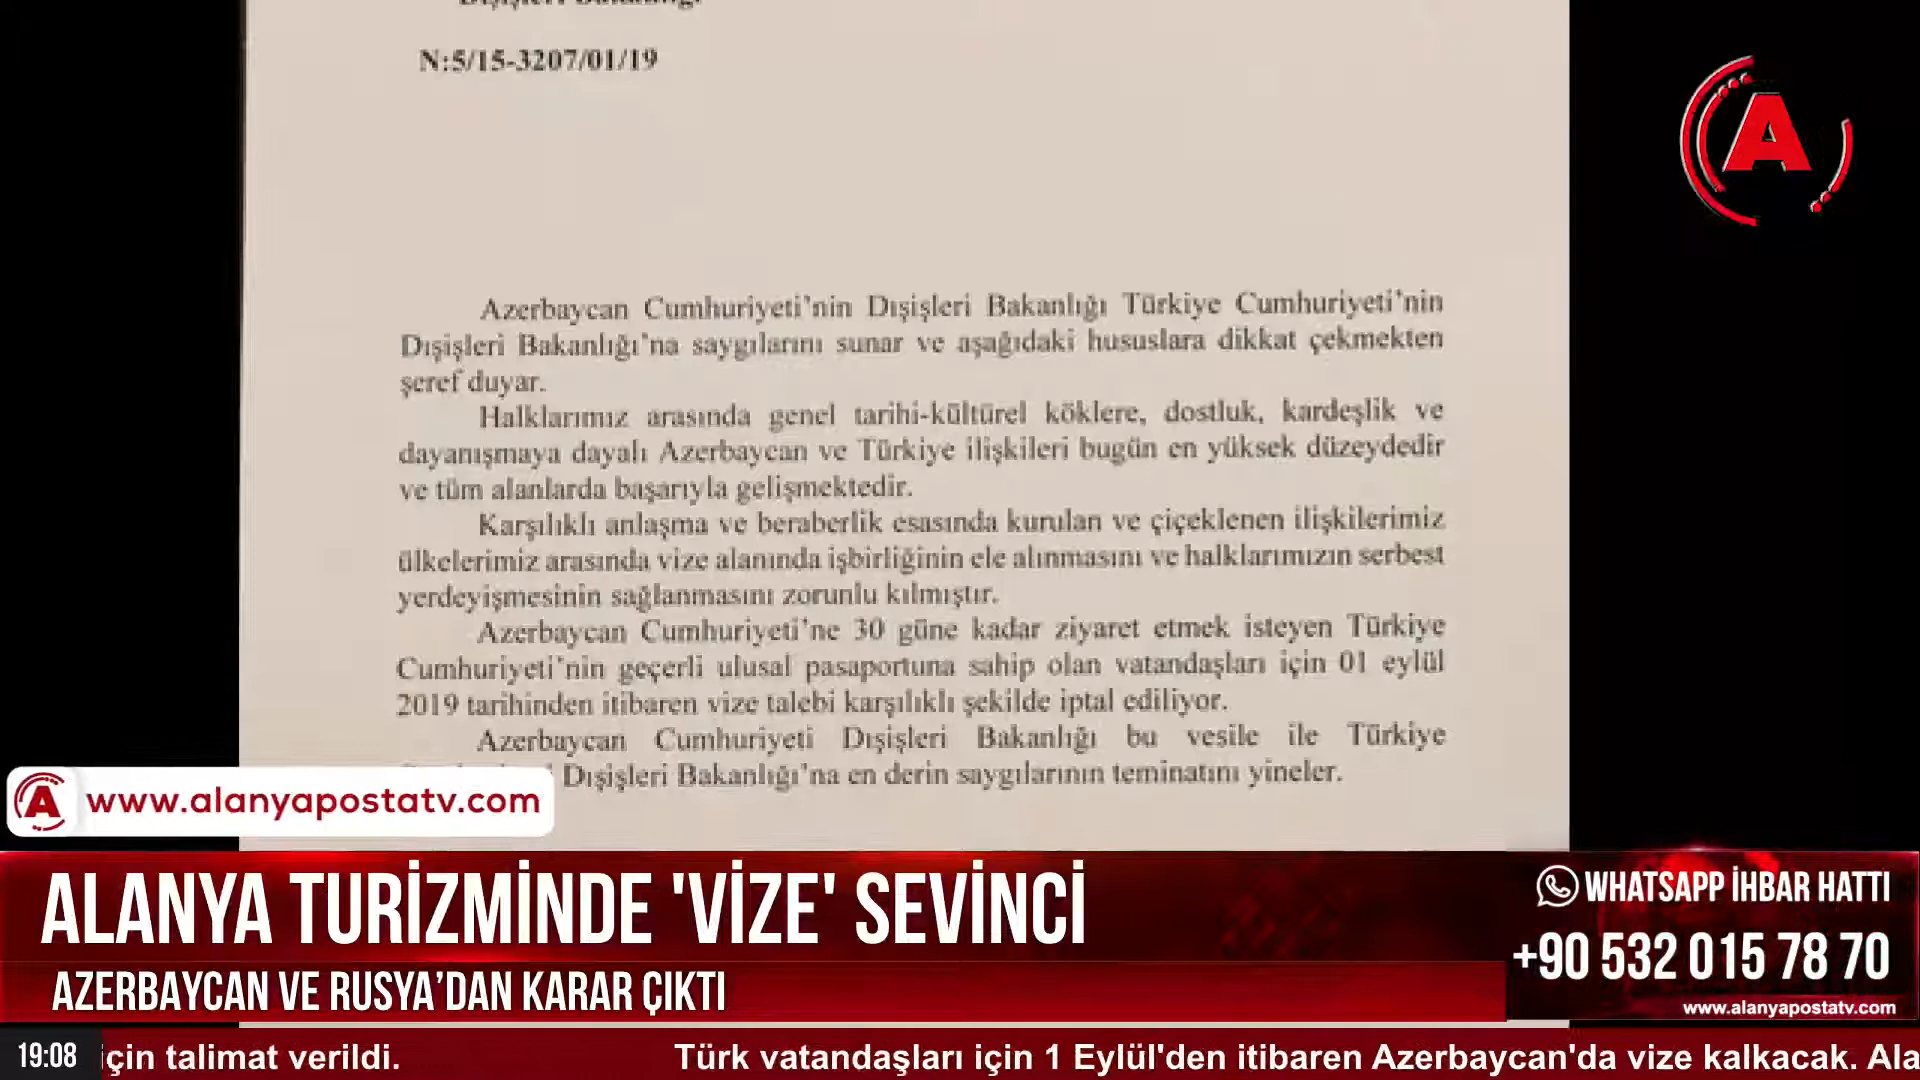 Dışişleri Bakanlığı
N:5/15-3207/01/19
A
Azerbaycan Cumhuriyeti'nin Dışişleri Bakanlığı Türkiye Cumhuriyeti'nin
Dışişleri Bakanlığı'na saygılarını sunar ve aşağıdaki hususlara dikkat çekmekten
şeref duyar.
Halklarımız arasında genel tarihi-kültürel köklere, dostluk, kardeşlik ve
dayanışmaya dayalı Azerbaycan ve Türkiye ilişkileri bugün en yüksek düzeydedir
ve tüm alanlarda başarıyla gelişmektedir.
Karşılıklı anlaşma ve beraberlik esasında kurulan ve çiçeklenen ilişkilerimiz
ülkelerimiz arasında vize alanında işbirliğinin ele alınmasını ve halklarımızın serbest
yerdeyişmesinin sağlanmasını zorunlu kılmıştır.
Azerbaycan Cumhuriyeti'ne 30 güne kadar ziyaret etmek isteyen Türkiye
Cumhuriyeti'nin geçerli ulusal pasaportuna sahip olan vatandaşları için 01 eylül
2019 tarihinden itibaren vize talebi karşılıklı şekilde iptal ediliyor.
Azerbaycan Cumhuriyeti Dışişleri Bakanlığı bu vesile ile Türkiye
Dışişleri Bakanlığı'na en derin saygılarının teminatını yineler.
A www.alanyapostatv.com
ALANYA TURİZMİNDE 'VİZE' SEVİNCİ
AZERBAYCAN VE RUSYA'DAN KARAR ÇIKTI
WHATSAPP İHBAR HATTI
+90 532 015 78 70
www.alanyapostatv.com
19:08 için talimat verildi. Türk vatandaşları için 1 Eylül'den itibaren Azerbaycan'da vize kalkacak. Ala